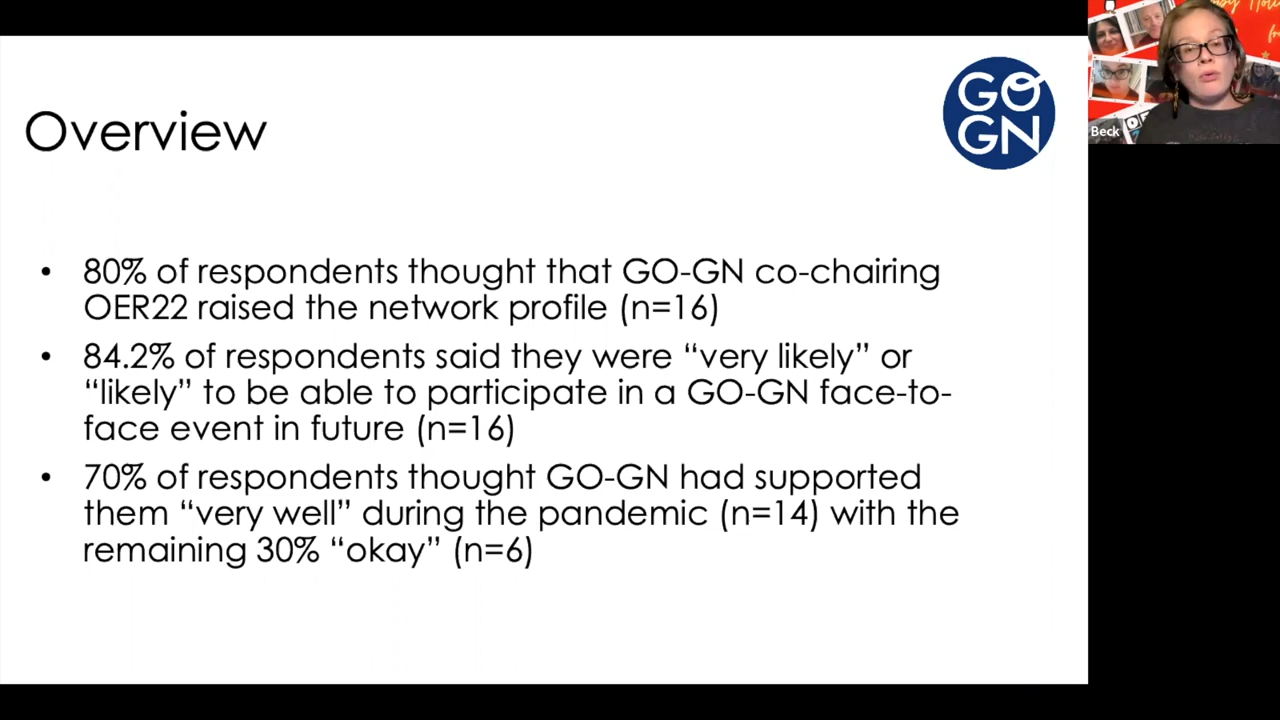 Overview
GO
GN
• 80% of respondents thought that GO-GN co-chairing
OER22 raised the network profile (n=16)
• 84.2% of respondents said they were “very likely” or
“likely” to be able to participate in a GO-GN face-to-
face event in future (n=16)
• 70% of respondents thought GO-GN had supported
them “very well” during the pandemic (n=14) with the
remaining 30% “okay” (n=6)
Beck